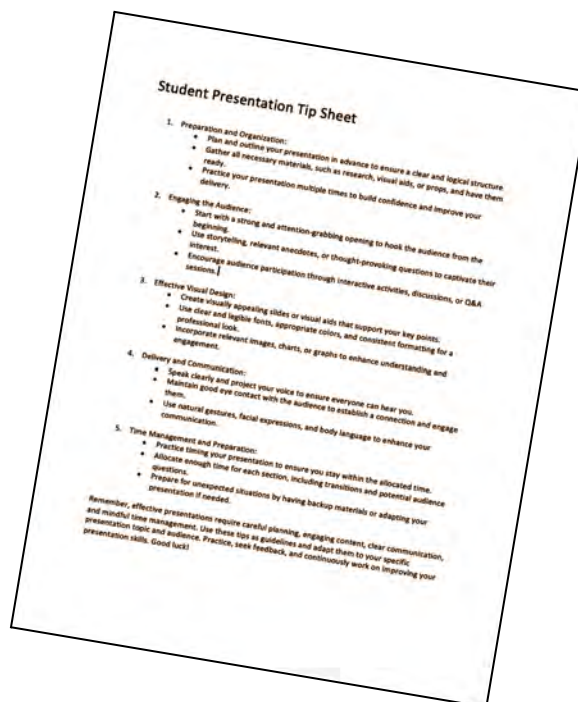 Student Presentation Tip Sheet
1. Preparation and Organization:
• Plan and outline your presentation in advance to ensure a clear and logical structure
• Gather all necessary materials, such as research, visual aids, or props, and have them
ready.
• Practice your presentation multiple times to build confidence and improve your
delivery.
2. Engaging the Audience:
• Start with a strong and attention-grabbing opening to hook the audience from the
beginning.
• Use storytelling, relevant anecdotes, or thought-provoking questions to captivate their
interest.
• Encourage audience participation through interactive activities, discussions, or Q&A
sessions.
3. Effective Visual Design:
• Create visually appealing slides or visual aids that support your key points.
• Use clear and legible fonts, appropriate colors, and consistent formatting for a
professional look.
• Incorporate relevant images, charts, or graphs to enhance understanding and
engagement.
4. Delivery and Communication:
• Speak clearly and project your voice to ensure everyone can hear you.
• Maintain good eye contact with the audience to establish a connection and engage
them.
• Use natural gestures, facial expressions, and body language to enhance your
communication.
5. Time Management and Preparation:
• Practice timing your presentation to ensure you stay within the allocated time.
• Allocate enough time for each section, including transitions and potential audience
questions.
• Prepare for unexpected situations by having backup materials or adapting your
presentation if needed.
Remember, effective presentations require careful planning, engaging content, clear communication,
and mindful time management. Use these tips as guidelines and adapt them to your specific
presentation topic and audience. Practice, seek feedback, and continuously work on improving your
presentation skills. Good luck!